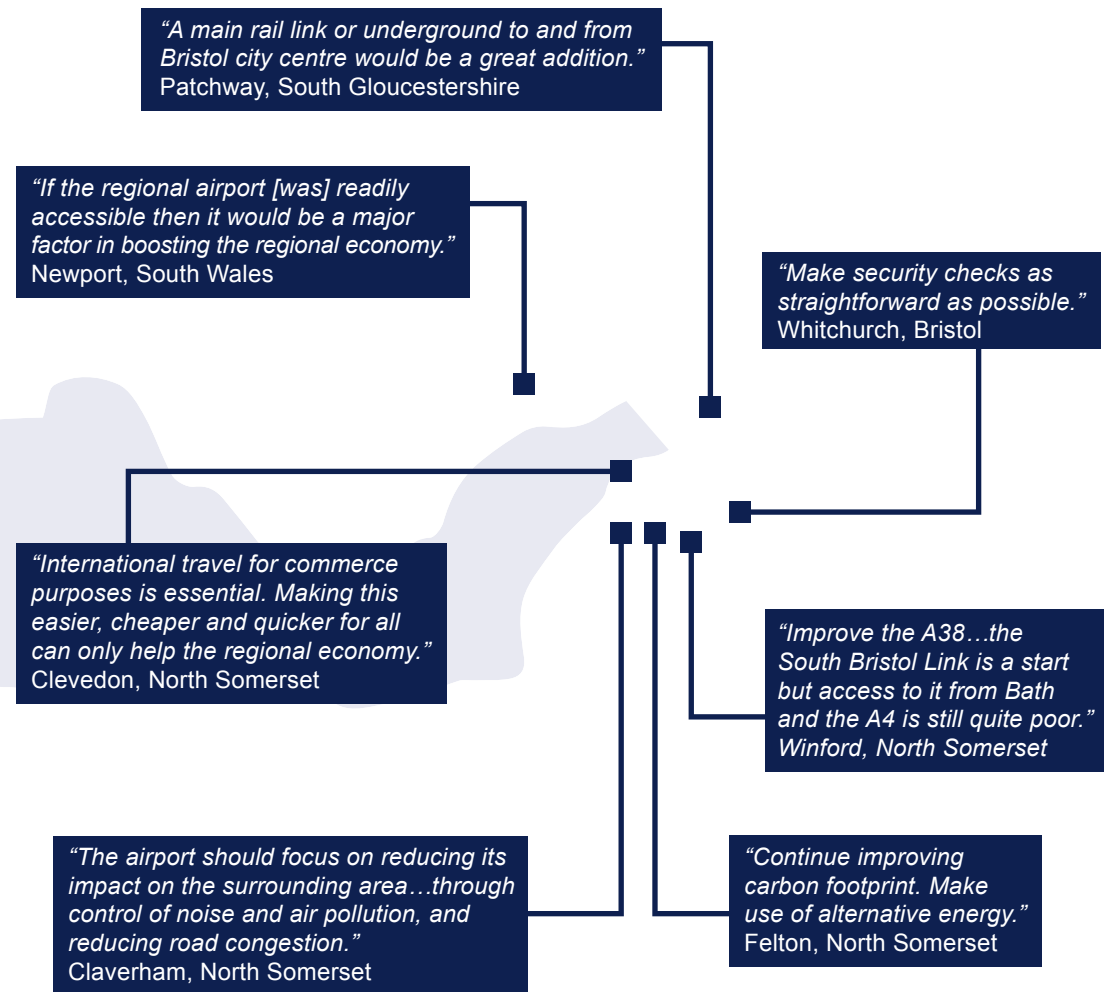 “A main rail link or underground to and from
Bristol city centre would be a great addition.”
Patchway, South Gloucestershire
“If the regional airport [was] readily
accessible then it would be a major
factor in boosting the regional economy.”
Newport, South Wales
“Make security checks as
straightforward as possible.”
Whitchurch, Bristol
“International travel for commerce
purposes is essential. Making this
easier, cheaper and quicker for all
can only help the regional economy.”
Clevedon, North Somerset
“Improve the A38…the
South Bristol Link is a start
but access to it from Bath
and the A4 is still quite poor.”
Winford, North Somerset
“The airport should focus on reducing its
impact on the surrounding area…through
control of noise and air pollution, and
reducing road congestion.”
Claverham, North Somerset
“Continue improving
carbon footprint. Make
use of alternative energy.”
Felton, North Somerset